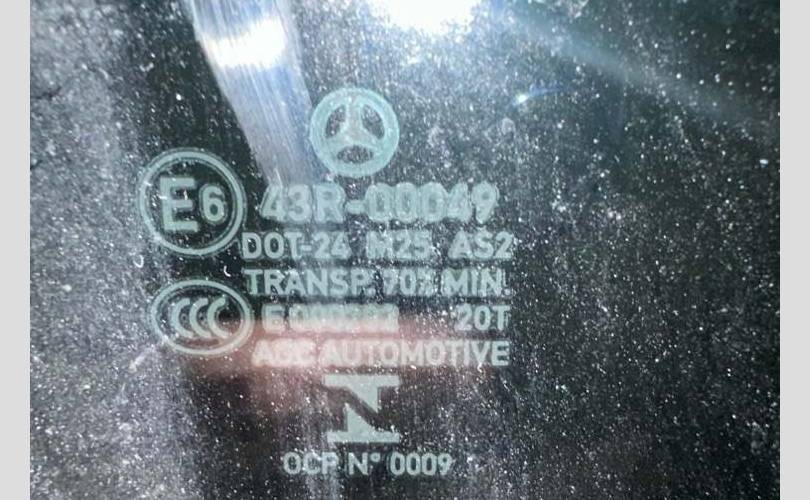 E6 43R-00049
DOT-24 M25 AS2
TRANSP. 70% MIN.
CCC 20T
AGC AUTOMOTIVE
OCP N° 0009